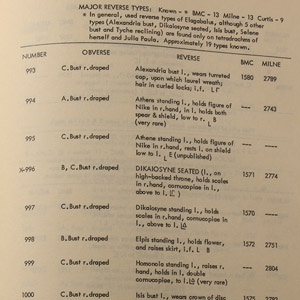 MAJOR REVERSE TYPES: Known - * BMC - 13 Milne - 13 Curtis - 9
* In general, used reverse types of Elagabalus, although 5 other
types (Alexandria bust, Dikaiosyne seated, Isis bust, Selene
bust and Tyche reclining) are found only on tetradrachms of
herself and Julia Paula. Approximately 19 types known.
NUMBER OBVERSE REVERSE BMC MILNE
993 C.Bust r.draped Alexandria bust l., wears turreted 1580 2789
cap, upon which laurel wreath;
hair in curled locks; l.f.
994 A.Bust r.draped Athena standing l., holds figure of --- 2743
Nike in r.hand, in l. holds both
spear & shield, low to r. L B
(very rare)
995 C.Bust r.draped Athena standing l., holds figure of ---- ----
Nike in r.hand, rests l. on shield
low to l. L E (unpublished)
X-996 B, C.Bust r.draped DIKAIOSYNE SEATED (l., on 1571 2774
high-backed throne, holds scales
in r.hand, cornucopiae in l.,
above to l.
997 C.Bust r.draped Dikaiosyne standing l., holds 1570 ----
scales in r.hand, cornucopiae in
l., above to l.
998 B.Bust r.draped Elpis standing l., holds flower, 1572 2751
and raises skirt, l.f. L B
999 C.Bust r.draped Homonoia standing l., raises r. --- 2804
hand, holds in l. double
cornucopiae, to l.
(very rare)
1000 C.Bust r.draped Isis bust l., wears crown of disc